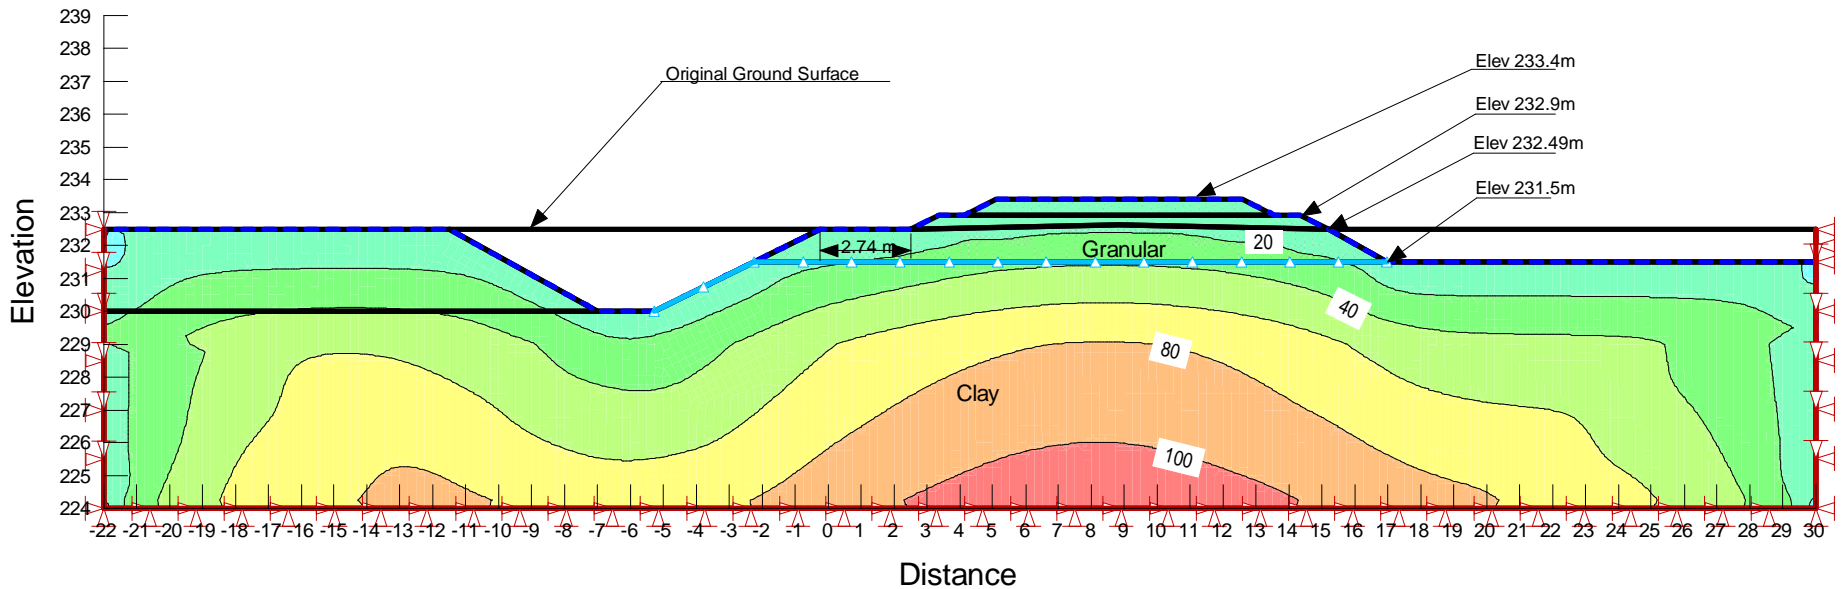 239
238
237
236
235
234
233
232
231
230
229
228
227
226
225
224
Elevation
Original Ground Surface
Elev 233.4m
Elev 232.9m
Elev 232.49m
Elev 231.5m
2.74 m
Granular
20
40
80
Clay
100
-22 -21 -20 -19 -18 -17 -16 -15 -14 -13 -12 -11 -10 -9 -8 -7 -6 -5 -4 -3 -2 -1 0 1 2 3 4 5 6 7 8 9 10 11 12 13 14 15 16 17 18 19 20 21 22 23 24 25 26 27 28 29 30
Distance